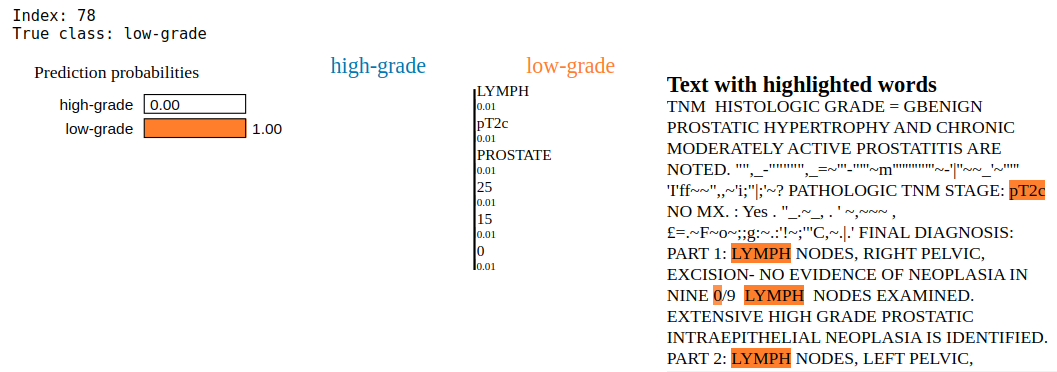 Index: 78
True class: low-grade
Prediction probabilities
high-grade 0.00
low-grade 1.00
high-grade
low-grade
LYMPH
0.01
pT2c
0.01
PROSTATE
0.01
25
0.01
15
0.01
0
0.01
Text with highlighted words
TNM HISTOLOGIC GRADE = GBENIGN
PROSTATIC HYPERTROPHY AND CHRONIC
MODERATELY ACTIVE PROSTATITIS ARE
NOTED. "",_-""""",_=~"'-"'"~m"""""""~-'|"~~_'~"'"
'I'ff~~",,~'i;"|;'~? PATHOLOGIC TNM STAGE: pT2c
NO MX. : Yes . "_.~_, . ' ~,~~~ ,
£=.~F~o~;;g:~.:'!~;'"C,~.|.' FINAL DIAGNOSIS:
PART 1: LYMPH NODES, RIGHT PELVIC,
EXCISION- NO EVIDENCE OF NEOPLASIA IN
NINE 0/9 LYMPH NODES EXAMINED.
EXTENSIVE HIGH GRADE PROSTATIC
INTRAEPITHELIAL NEOPLASIA IS IDENTIFIED.
PART 2: LYMPH NODES, LEFT PELVIC,